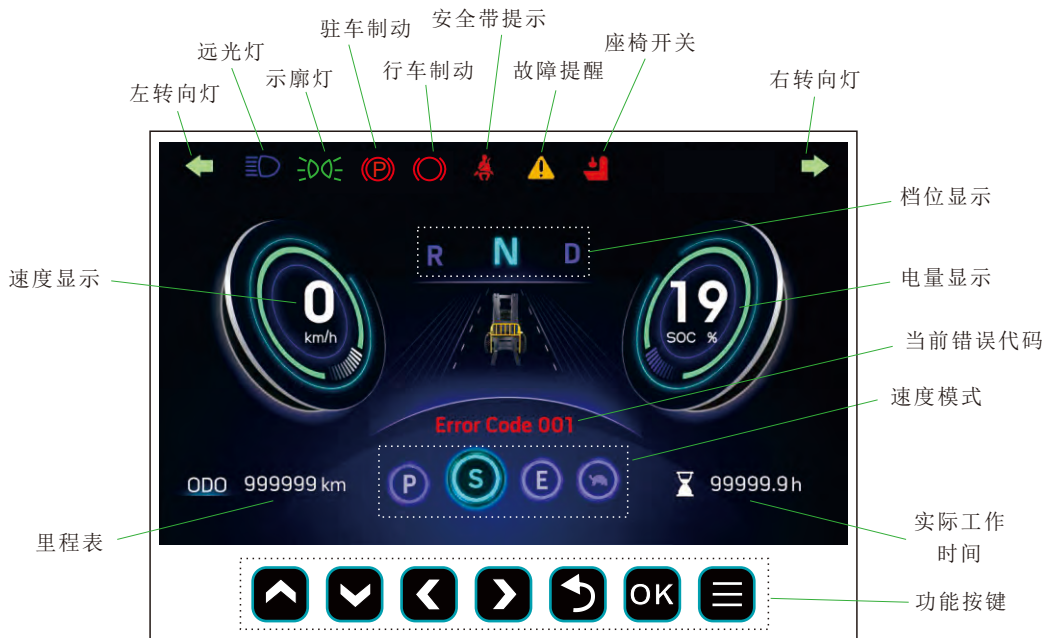 安全带提示
驻车制动
座椅开关
远光灯
行车制动
故障提醒
示廓灯
左转向灯
右转向灯
P
档位显示
R N D
速度显示
0
km/h
19
SOC %
电量显示
当前错误代码
速度模式
Error Code 001
P S E
ODO 999999 km
99999.9 h
里程表
实际工作
时间
OK
功能按键